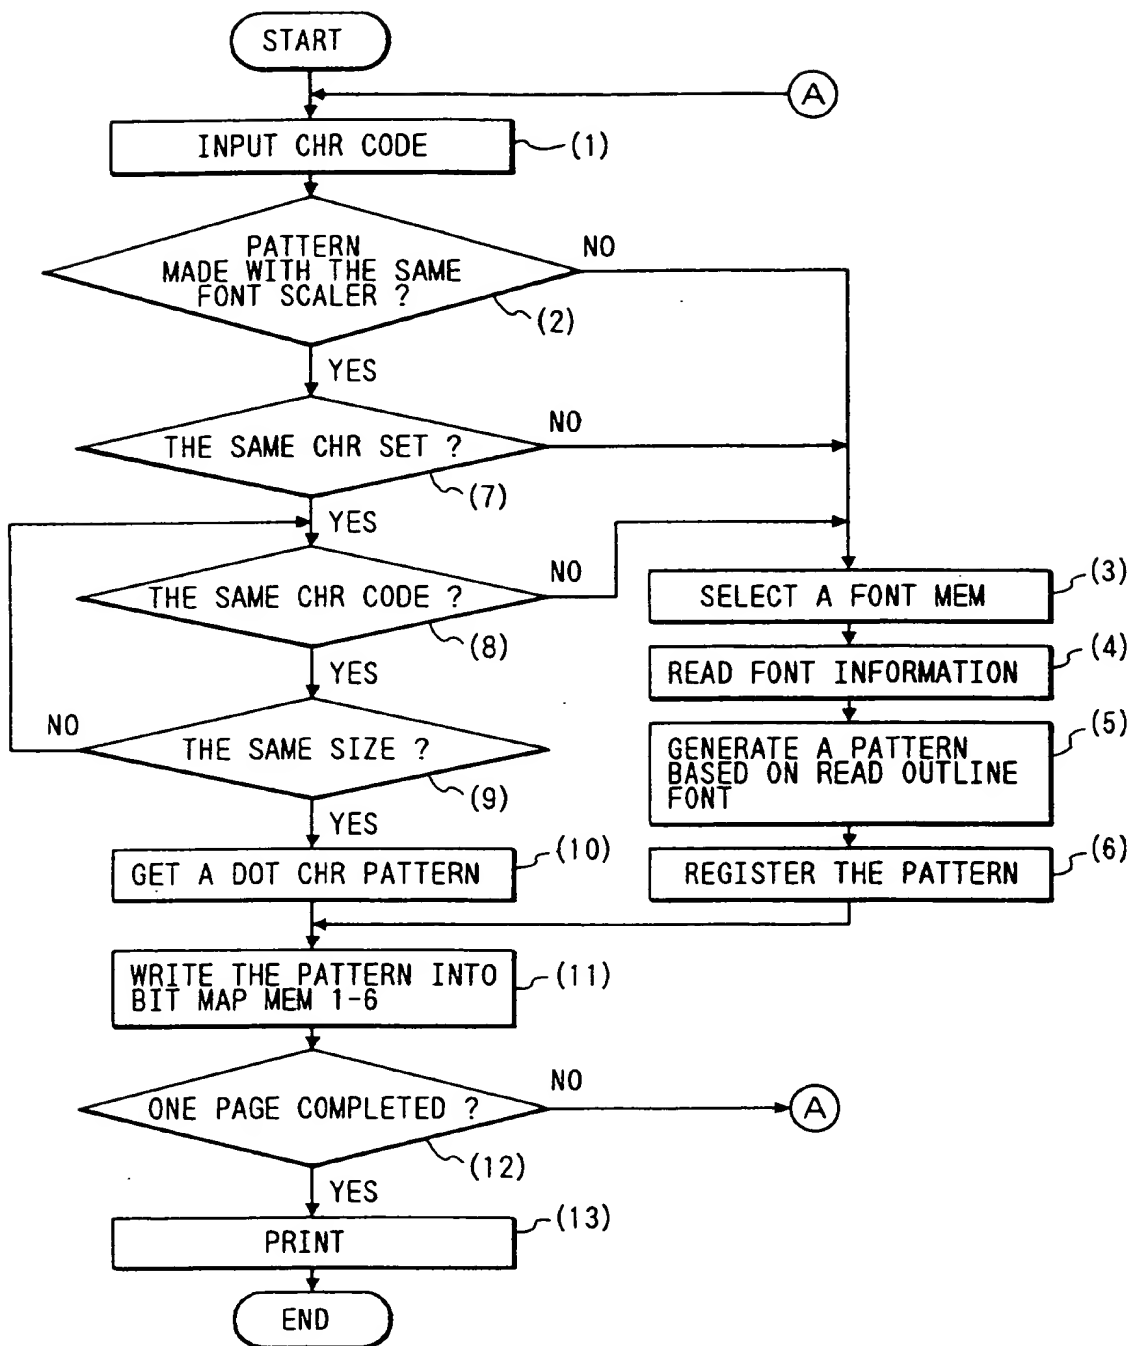 START
A
INPUT CHR CODE
(1)
PATTERN
MADE WITH THE SAME
FONT SCALER ?
NO
(2)
YES
THE SAME CHR SET ?
NO
(7)
YES
THE SAME CHR CODE ?
NO
(8)
SELECT A FONT MEM
(3)
YES
READ FONT INFORMATION
(4)
NO
THE SAME SIZE ?
(9)
GENERATE A PATTERN
BASED ON READ OUTLINE
FONT
(5)
YES
GET A DOT CHR PATTERN
(10)
REGISTER THE PATTERN
(6)
WRITE THE PATTERN INTO
BIT MAP MEM 1-6
(11)
ONE PAGE COMPLETED ?
NO
A
(12)
YES
PRINT
(13)
END